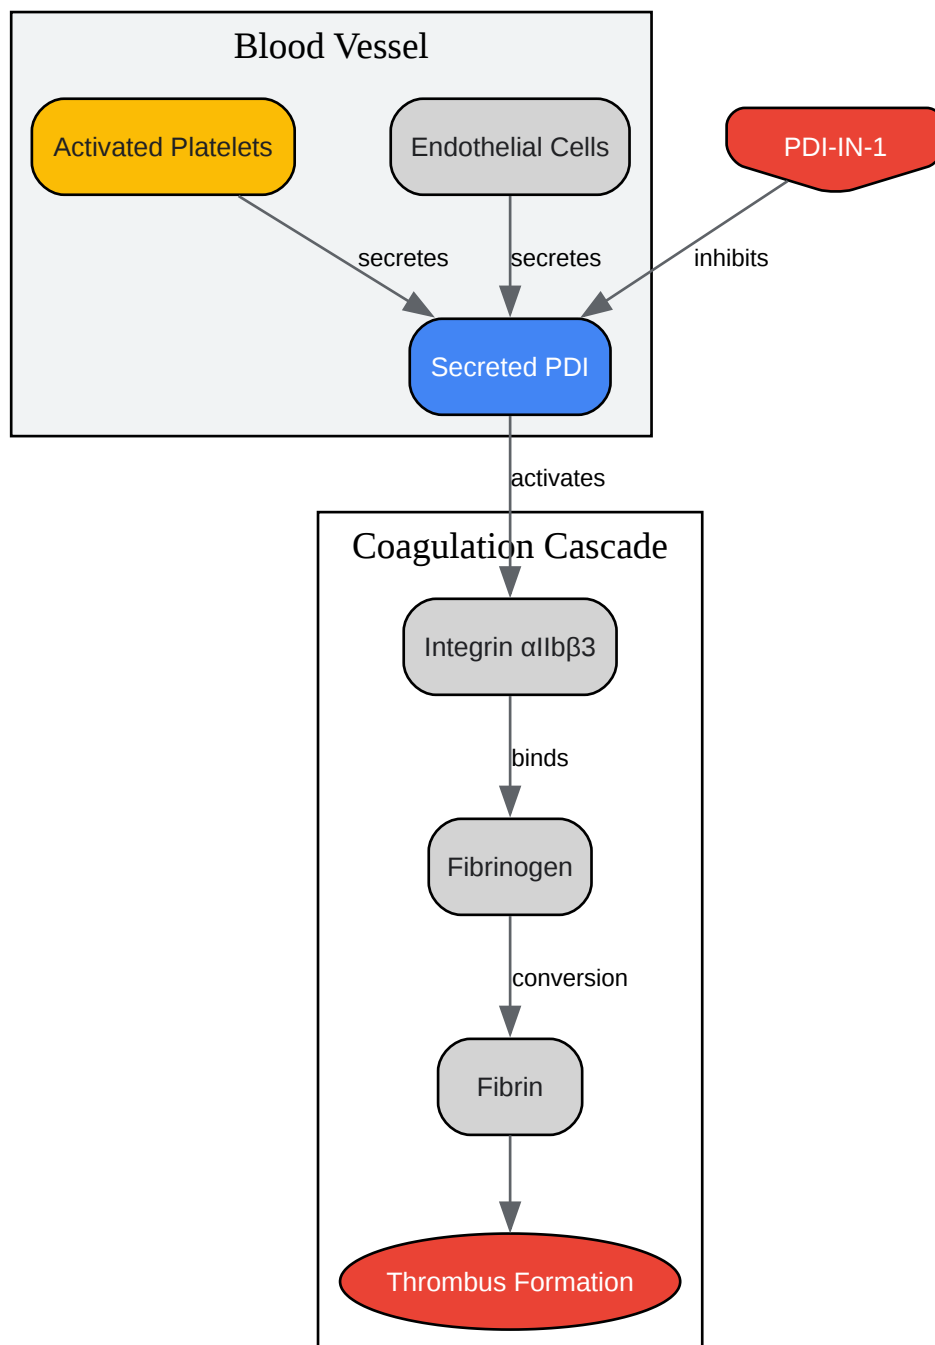 Blood Vessel
Activated Platelets
Endothelial Cells
PDI-IN-1
secretes
secretes
inhibits
Secreted PDI
activates
Coagulation Cascade
Integrin αIIbβ3
binds
Fibrinogen
conversion
Fibrin
Thrombus Formation